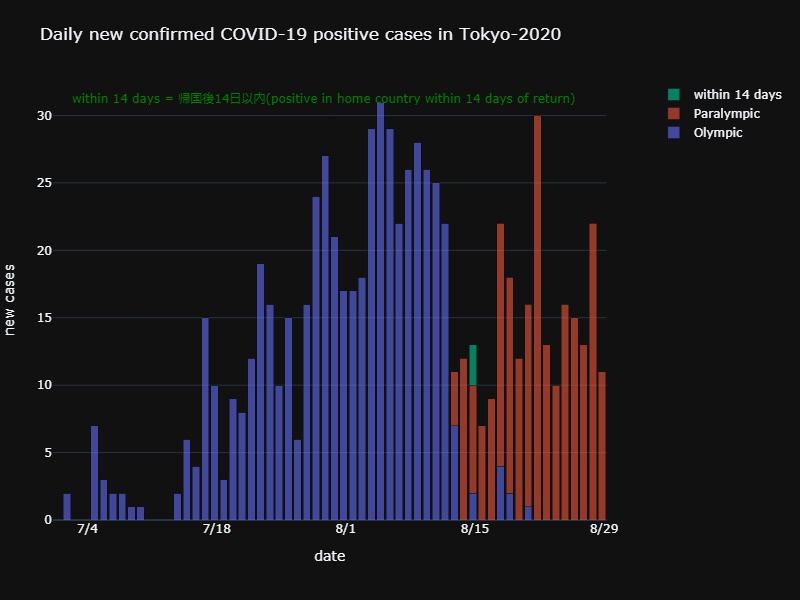 Daily new confirmed COVID-19 positive cases in Tokyo-2020
within 14 days = 帰国後14日以内(positive in home country within 14 days of return)
within 14 days
Paralympic
Olympic
30
25
20
15
10
5
0
new cases
7/4 7/18 8/1 8/15 8/29
date